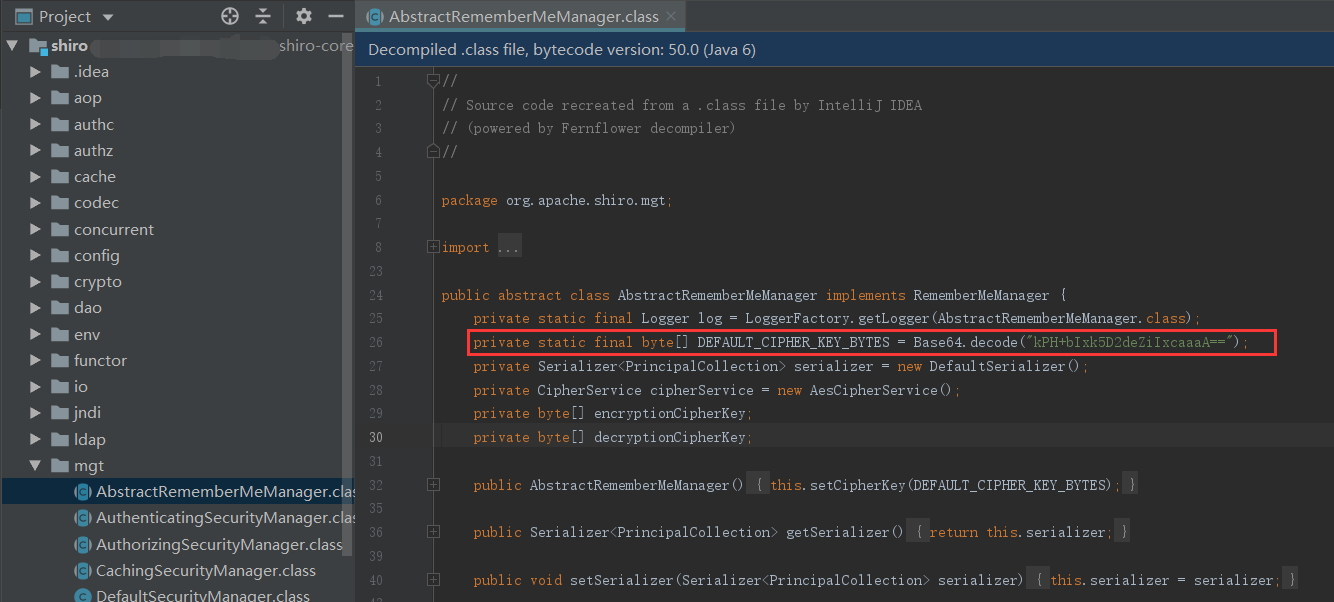 Project
shiro shiro-core
.idea
aop
authc
authz
cache
codec
concurrent
config
crypto
dao
env
functor
io
jndi
ldap
mgt
AbstractRememberMeManager.clas
AuthenticatingSecurityManager.clas
AuthorizingSecurityManager.class
CachingSecurityManager.class
DefaultSecurityManager.class
AbstractRememberMeManager.class
Decompiled .class file, bytecode version: 50.0 (Java 6)
1 //
2 // Source code recreated from a .class file by IntelliJ IDEA
3 // (powered by Fernflower decompiler)
4 //
5
6 package org.apache.shiro.mgt;
7
8 import ...
23
24 public abstract class AbstractRememberMeManager implements RememberMeManager {
25 private static final Logger log = LoggerFactory.getLogger(AbstractRememberMeManager.class);
26 private static final byte[] DEFAULT_CIPHER_KEY_BYTES = Base64.decode("kPH+bIxk5D2deZiIxcaaaA==");
27 private Serializer<PrincipalCollection> serializer = new DefaultSerializer();
28 private CipherService cipherService = new AesCipherService();
29 private byte[] encryptionCipherKey;
30 private byte[] decryptionCipherKey;
31
32 public AbstractRememberMeManager() { this.setCipherKey(DEFAULT_CIPHER_KEY_BYTES); }
35
36 public Serializer<PrincipalCollection> getSerializer() { return this.serializer; }
39
40 public void setSerializer(Serializer<PrincipalCollection> serializer) { this.serializer = serializer; }